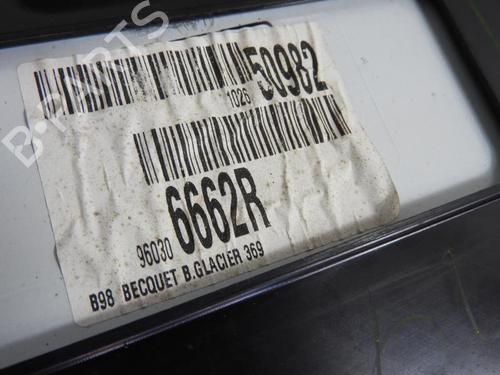 50982
1026
96030 6662R
B98 BECQUET B.GLACIER 369
B-PARTS